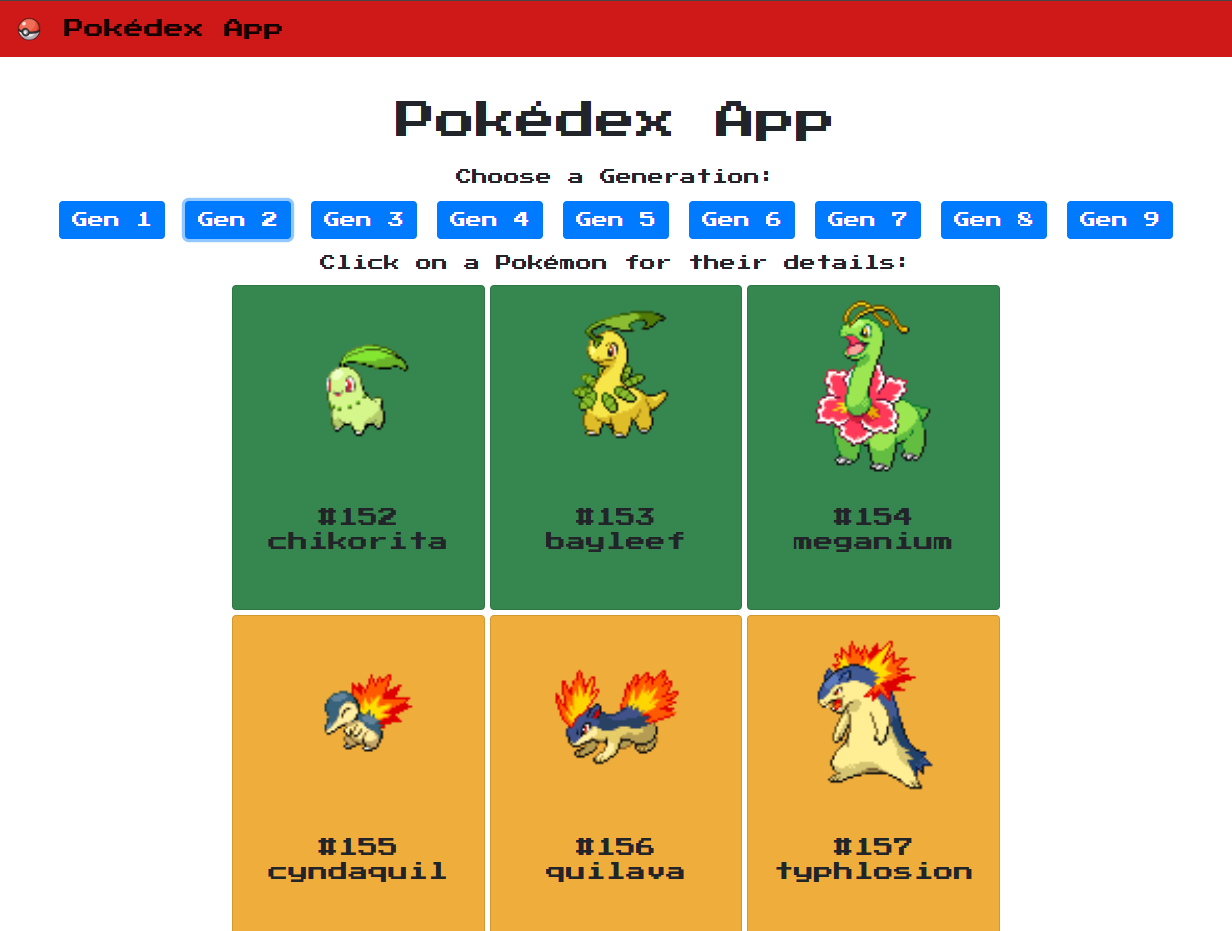 Pokédex App
Pokédex App
Choose a Generation:
Gen 1 Gen 2 Gen 3 Gen 4 Gen 5 Gen 6 Gen 7 Gen 8 Gen 9
Click on a Pokémon for their details:
#152
chikorita
#153
bayleef
#154
meganium
#155
cyndaquil
#156
quilava
#157
typhlosion